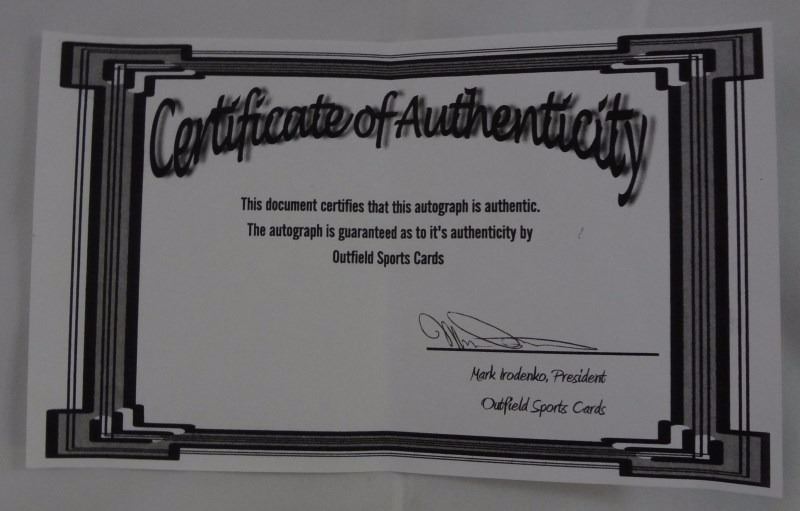 Certificate of Authenticity
This document certifies that this autograph is authentic.
The autograph is guaranteed as to it's authenticity by
Outfield Sports Cards
Mark Irodenko, President
Outfield Sports Cards